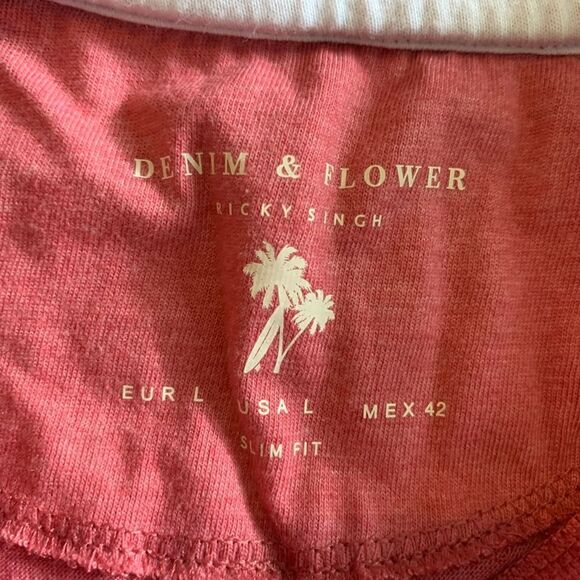 DENIM & FLOWER
RICKY SINGH
EUR L USA L MEX 42
SLIM FIT